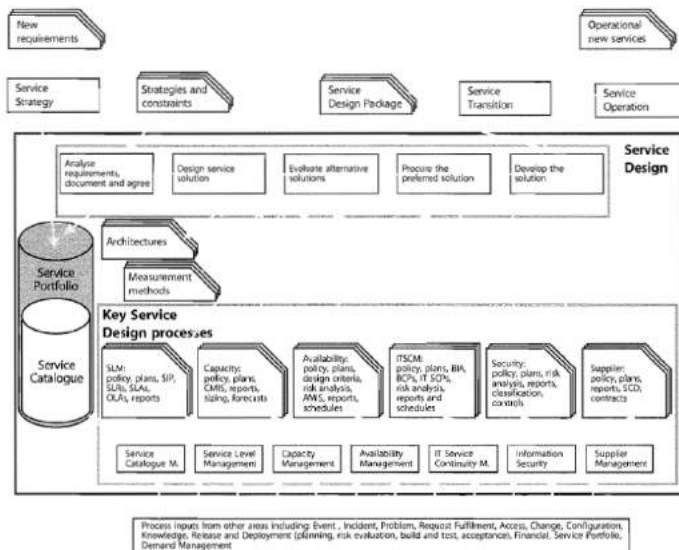 New
requirements
Operational
new services
Service
Strategy
Strategies and
constraints
Service
Design Package
Service
Transition
Service
Operation
Service
Design
Analyse
requirements,
document and agree
Design service
solution
Evaluate alternative
solutions
Procure the
preferred solution
Develop the
solution
Architectures
Measurement
methods
Service
Portfolio
Service
Catalogue
Key Service
Design processes
SLM:
policy, plans, SIP,
SLRs, SLAs,
OLAs, reports
Capacity:
policy, plans,
CMIS, reports,
sizing, forecasts
Availability:
policy, plans,
design criteria,
risk analysis,
AMIS, reports,
schedules
ITSCM:
policy, plans, BIA,
BCPs, IT SCPs,
risk analysis,
reports and
schedules
Security:
policy, plans, risk
analysis, reports,
classification,
controls
Supplier:
policy, plans,
reports, SCD,
contracts
Service
Catalogue M.
Service Level
Management
Capacity
Management
Availability
Management
IT Service
Continuity M.
Information
Security
Supplier
Management
Process inputs from other areas including: Event , Incident, Problem, Request Fulfilment, Access, Change, Configuration,
Knowledge, Release and Deployment (planning, risk evaluation, build and test, acceptance), Financial, Service Portfolio,
Demand Management